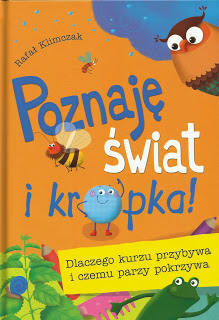 Rafał Klimczak
Poznaję
świat
i kropka!
Dlaczego kurzu przybywa
i czemu parzy pokrzywa